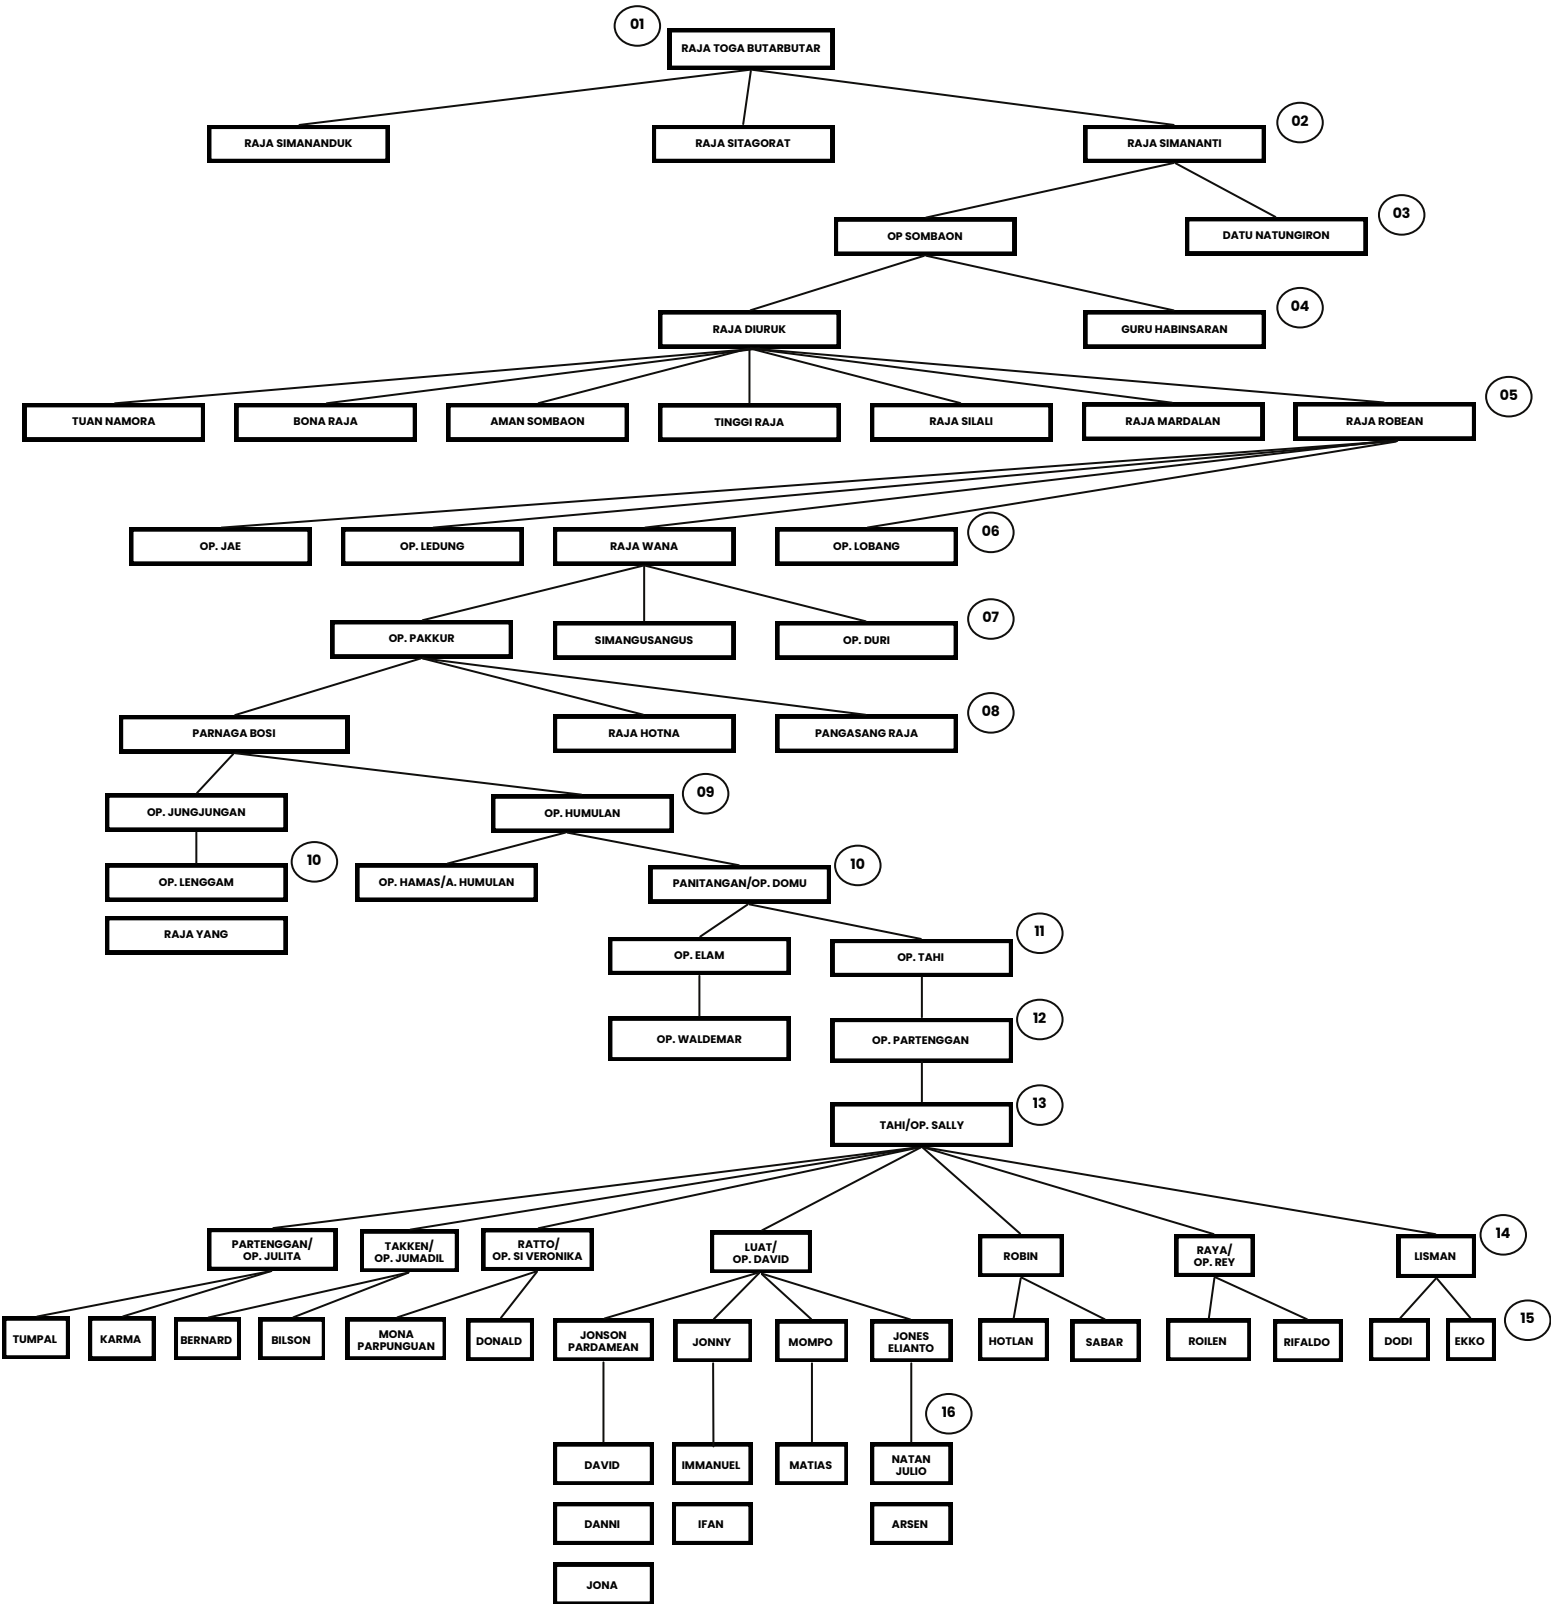 01
RAJA TOGA BUTARBUTAR
02
RAJA SIMANANDUK
RAJA SITAGORAT
RAJA SIMANANTI
03
OP SOMBAON
DATU NATUNGIRON
04
RAJA DIURUK
GURU HABINSARAN
05
TUAN NAMORA
BONA RAJA
AMAN SOMBAON
TINGGI RAJA
RAJA SILALI
RAJA MARDALAN
RAJA ROBEAN
06
OP. JAE
OP. LEDUNG
RAJA WANA
OP. LOBANG
07
OP. PAKKUR
SIMANGUSANGUS
OP. DURI
08
PARNAGA BOSI
RAJA HOTNA
PANGASANG RAJA
09
OP. JUNGJUNGAN
OP. HUMULAN
10
10
OP. LENGGAM
OP. HAMAS/A. HUMULAN
PANITANGAN/OP. DOMU
RAJA YANG
11
OP. ELAM
OP. TAHI
12
OP. WALDEMAR
OP. PARTENGGAN
13
TAHI/OP. SALLY
14
PARTENGGAN/
OP. JULITA
TAKKEN/
OP. JUMADIL
RATTO/
OP. SI VERONIKA
LUAT/
OP. DAVID
ROBIN
RAYA/
OP. REY
LISMAN
15
TUMPAL
KARMA
BERNARD
BILSON
MONA
PARPUNGUAN
DONALD
JONSON
PARDAMEAN
JONNY
MOMPO
JONES
ELIANTO
HOTLAN
SABAR
ROILEN
RIFALDO
DODI
EKKO
16
DAVID
IMMANUEL
MATIAS
NATAN
JULIO
DANNI
IFAN
ARSEN
JONA